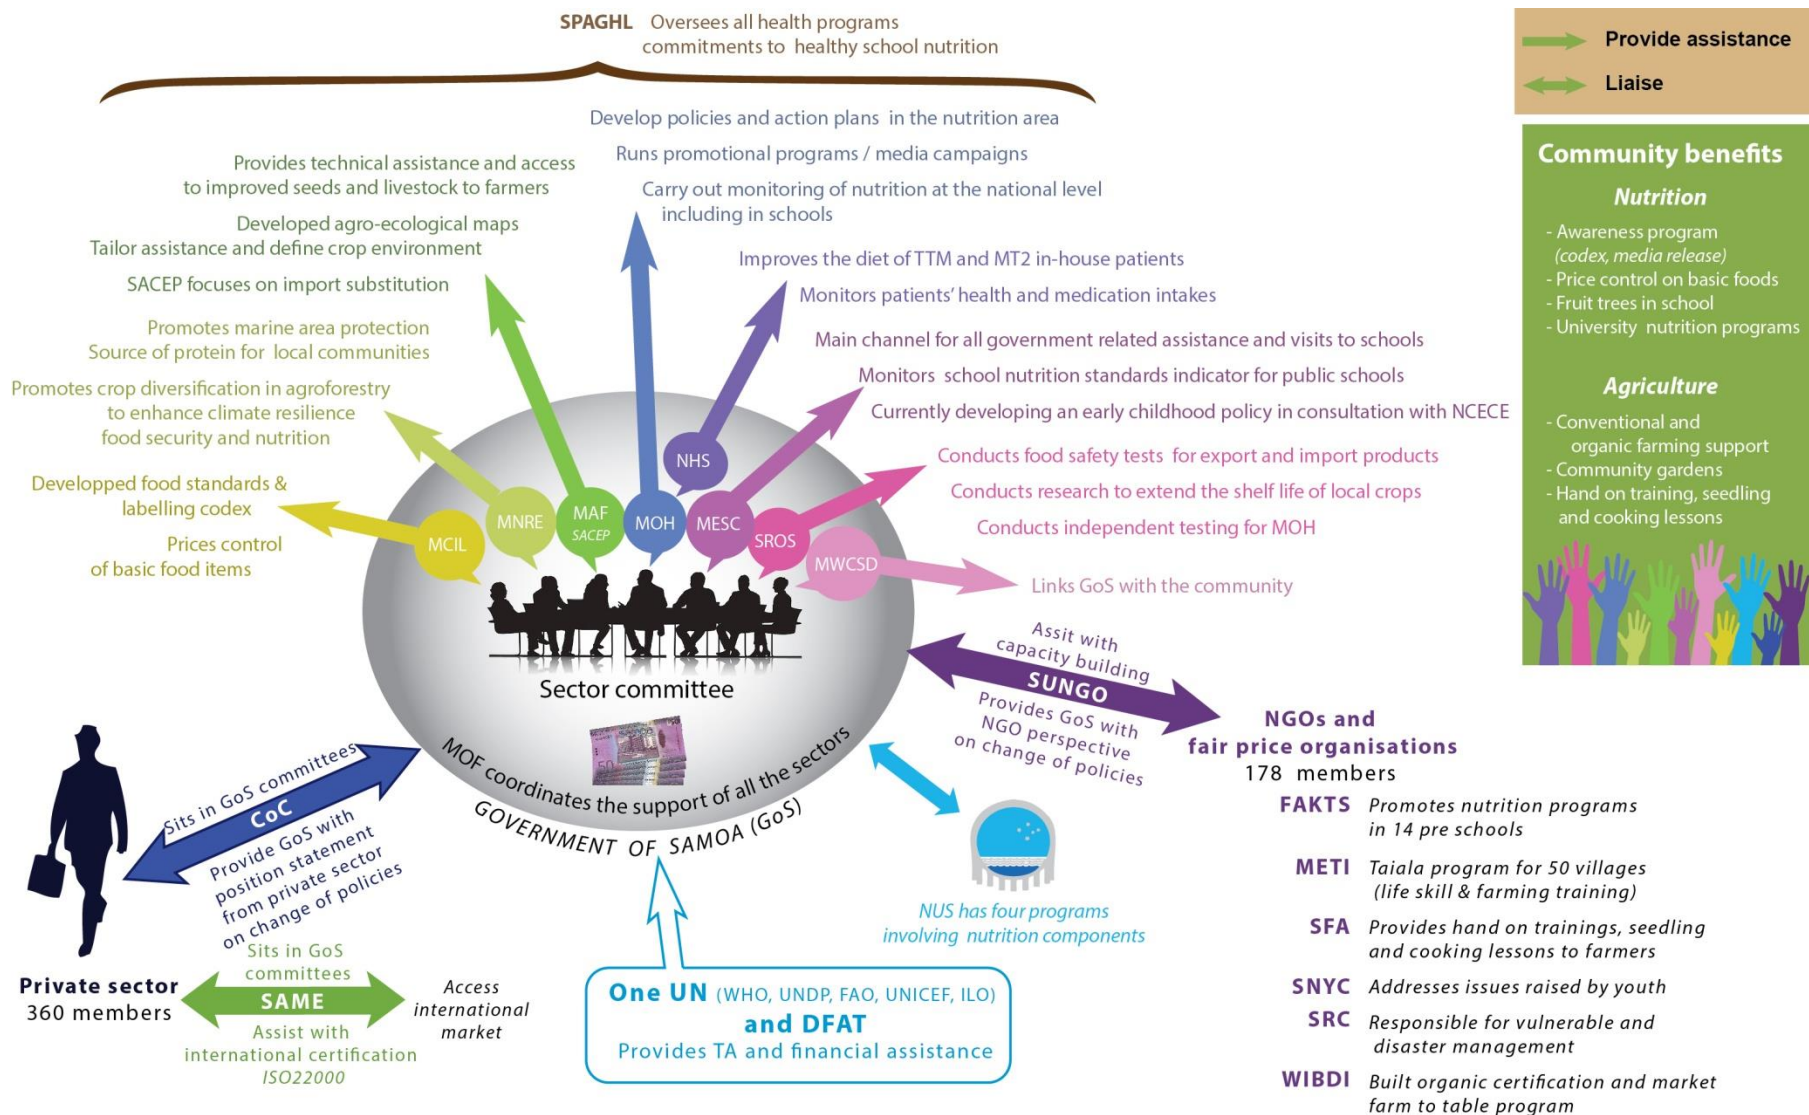 SPAGHL Oversees all health programs
commitments to healthy school nutrition
Provide assistance
Liaise
Develop policies and action plans in the nutrition area
Runs promotional programs / media campaigns
Carry out monitoring of nutrition at the national level
including in schools
Provides technical assistance and access
to improved seeds and livestock to farmers
Developed agro-ecological maps
Tailor assistance and define crop environment
SACEP focuses on import substitution
Promotes marine area protection
Source of protein for local communities
Promotes crop diversification in agroforestry
to enhance climate resilience
food security and nutrition
Developped food standards &
labelling codex
Prices control
of basic food items
Improves the diet of TTM and MT2 in-house patients
Monitors patients' health and medication intakes
Main channel for all government related assistance and visits to schools
Monitors school nutrition standards indicator for public schools
Currently developing an early childhood policy in consultation with NCECE
Conducts food safety tests for export and import products
Conducts research to extend the shelf life of local crops
Conducts independent testing for MOH
Links GoS with the community
MCIL
MNRE
MAF
SACEP
MOH
NHS
MESC
SROS
MWCSD
Sector committee
50
MOF coordinates the support of all the sectors
GOVERNMENT OF SAMOA (GoS)
Community benefits
Nutrition
- Awareness program
(codex, media release)
- Price control on basic foods
- Fruit trees in school
- University nutrition programs
Agriculture
- Conventional and
organic farming support
- Community gardens
- Hand on training, seedling
and cooking lessons
Assit with
capacity building
SUNGO
Provides GoS with
NGO perspective
on change of policies
NGOs and
fair price organisations
178 members
FAKTS Promotes nutrition programs
in 14 pre schools
METI Taiala program for 50 villages
(life skill & farming training)
SFA Provides hand on trainings, seedling
and cooking lessons to farmers
SNYC Addresses issues raised by youth
SRC Responsible for vulnerable and
disaster management
WIBDI Built organic certification and market
farm to table program
Sits in GoS committees
CoC
Provide GoS with
position statement
from private sector
on change of policies
Private sector
360 members
Sits in GoS
committees
SAME
Assist with
international certification
ISO22000
Access
international
market
One UN (WHO, UNDP, FAO, UNICEF, ILO)
and DFAT
Provides TA and financial assistance
NUS has four programs
involving nutrition components